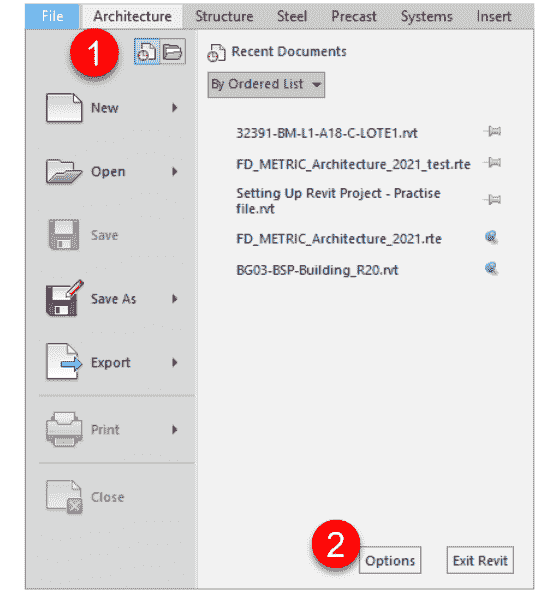 File Architecture Structure Steel Precast Systems Insert
1
Recent Documents
By Ordered List
New
32391-BM-L1-A18-C-LOTE1.rvt
FD_METRIC_Architecture_2021_test.rte
Open
Setting Up Revit Project - Practise
file.rvt
Save
FD_METRIC_Architecture_2021.rte
BG03-BSP-Building_R20.rvt
Save As
Export
Print
Close
2
Options
Exit Revit